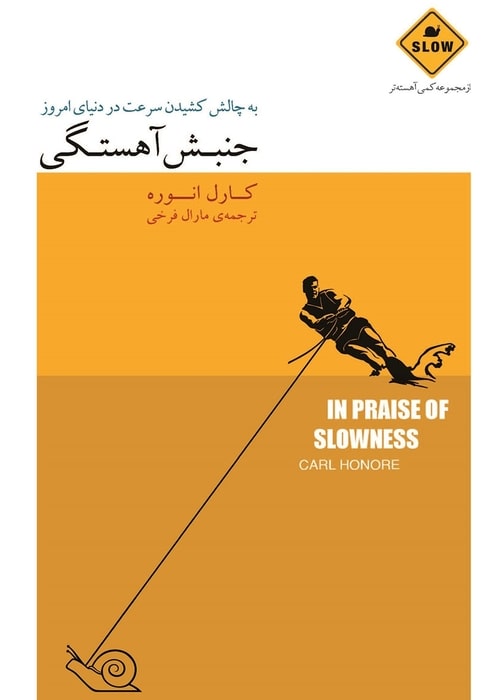 SLOW
از مجموعه کمی آهسته‌تر
به چالش کشیدن سرعت در دنیای امروز
جنبش آهستگی
کارل انوره
ترجمه‌ی مارال فرخی
IN PRAISE OF
SLOWNESS
CARL HONORE